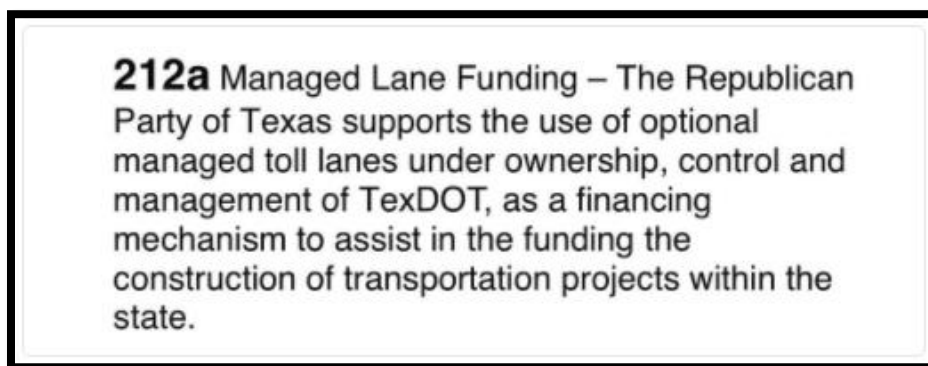 212a Managed Lane Funding – The Republican
Party of Texas supports the use of optional
managed toll lanes under ownership, control and
management of TexDOT, as a financing
mechanism to assist in the funding the
construction of transportation projects within the
state.